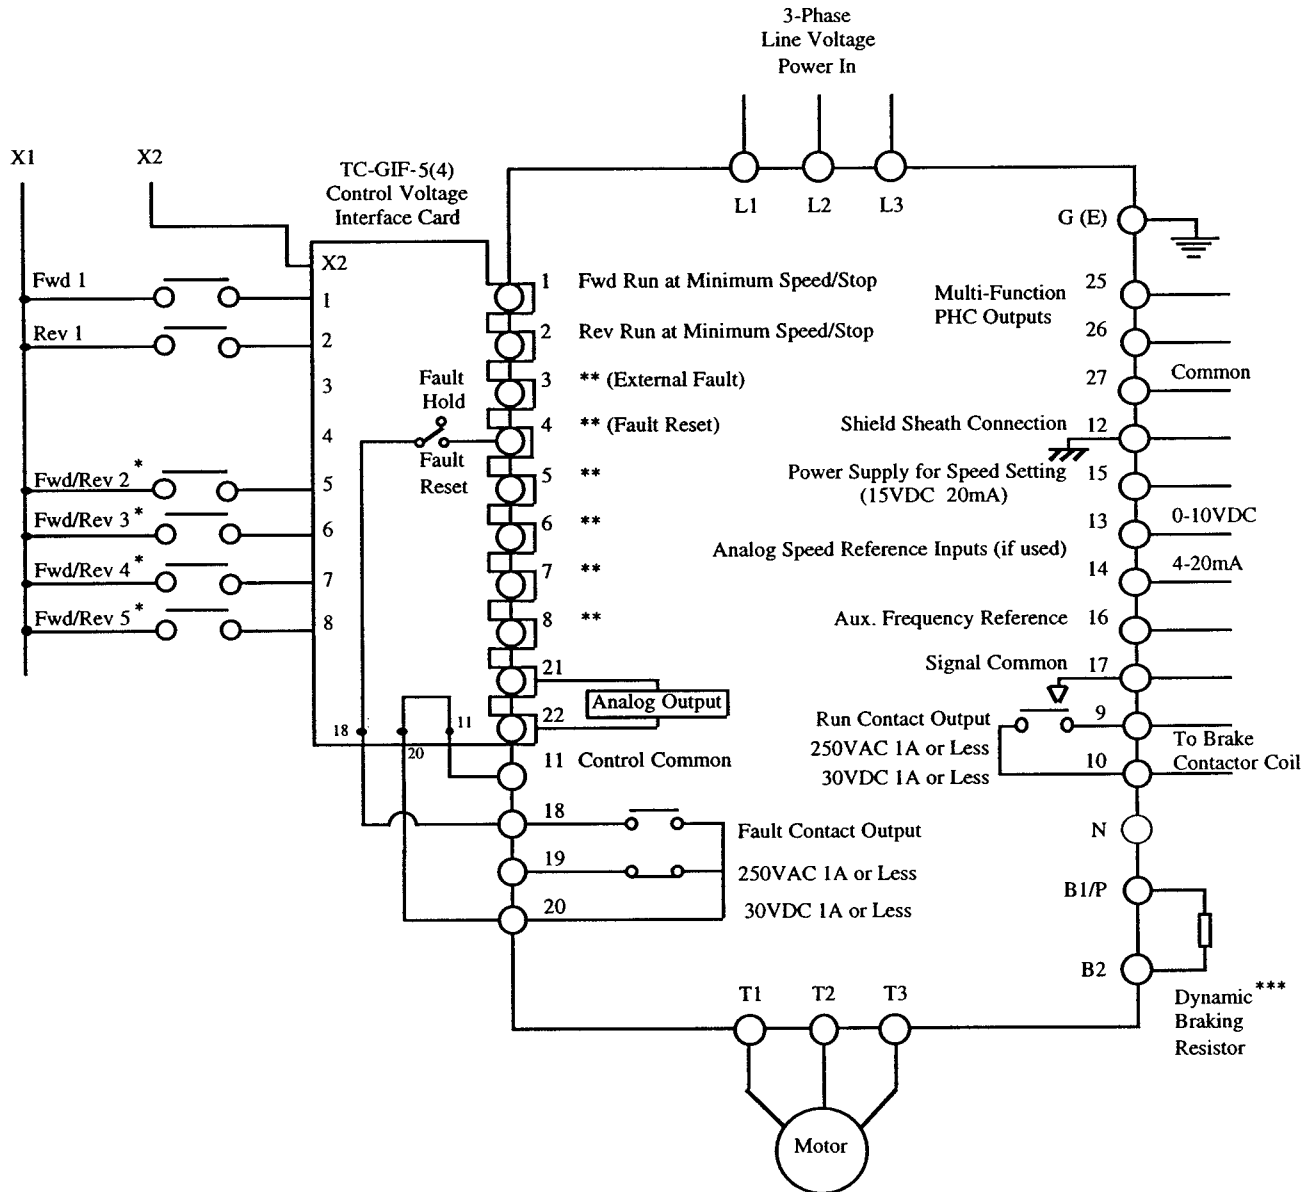 3-Phase
Line Voltage
Power In
X1
X2
TC-GIF-5(4)
Control Voltage
Interface Card
L1
L2
L3
G (E)
X2
Fwd 1
1
Rev 1
2
3
4
Fault
Hold
Fault
Reset
Fwd/Rev 2*
5
Fwd/Rev 3*
6
Fwd/Rev 4*
7
Fwd/Rev 5*
8
18
20
11
1 Fwd Run at Minimum Speed/Stop
2 Rev Run at Minimum Speed/Stop
3 ** (External Fault)
4 ** (Fault Reset)
5 **
6 **
7 **
8 **
21
Analog Output
22
11 Control Common
18
Fault Contact Output
19
250VAC 1A or Less
20
30VDC 1A or Less
Multi-Function
PHC Outputs
25
26
27
Common
Shield Sheath Connection 12
Power Supply for Speed Setting 15
(15VDC 20mA)
13
0-10VDC
Analog Speed Reference Inputs (if used)
14
4-20mA
Aux. Frequency Reference 16
Signal Common 17
Run Contact Output 9
250VAC 1A or Less
30VDC 1A or Less
10
To Brake
Contactor Coil
N
B1/P
B2
Dynamic***
Braking
Resistor
T1
T2
T3
Motor